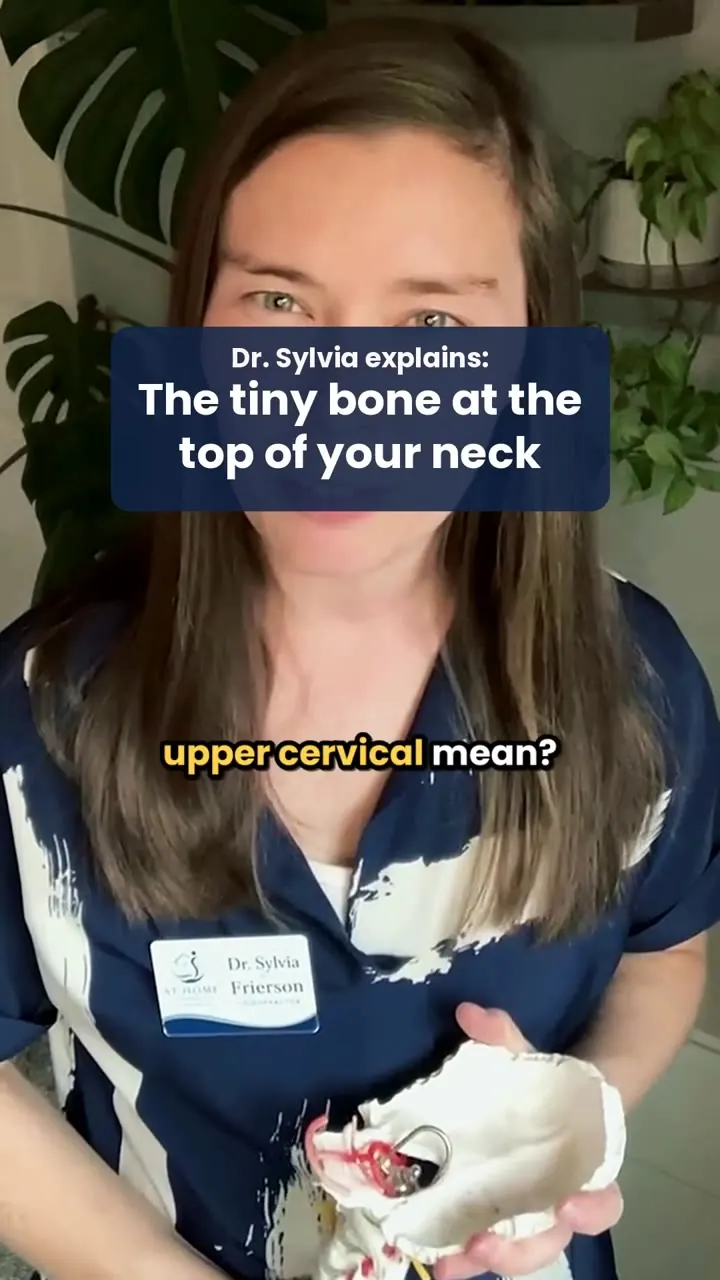 Dr. Sylvia explains:
The tiny bone at the
top of your neck
upper cervical mean?
Dr. Sylvia
Frierson